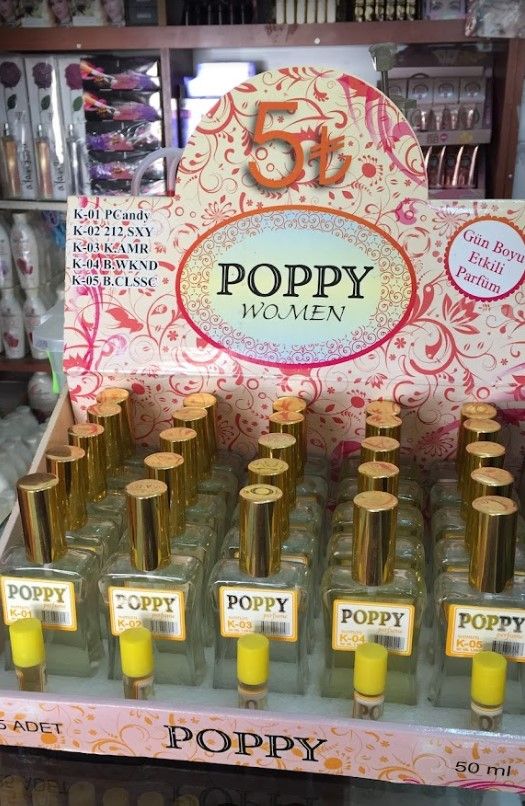 5₺
K-01 PCandy
K-02 212 SXY
K-03 K.AMR
K-04 B.WKND
K-05 B.CLSSC
POPPY
WOMEN
Gün Boyu
Etkili
Parfüm
POPPY
K-01
POPPY
K-02
POPPY
K-03
POPPY
K-04
POPPY
K-05
5 ADET
POPPY
50 ml